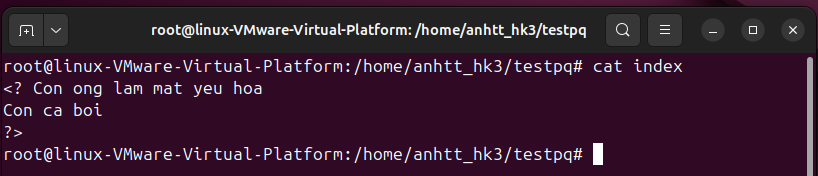 root@linux-VMware-Virtual-Platform: /home/anhtt_hk3/testpq
root@linux-VMware-Virtual-Platform:/home/anhtt_hk3/testpq# cat index
<? Con ong lam mat yeu hoa
Con ca boi
?>
root@linux-VMware-Virtual-Platform:/home/anhtt_hk3/testpq#